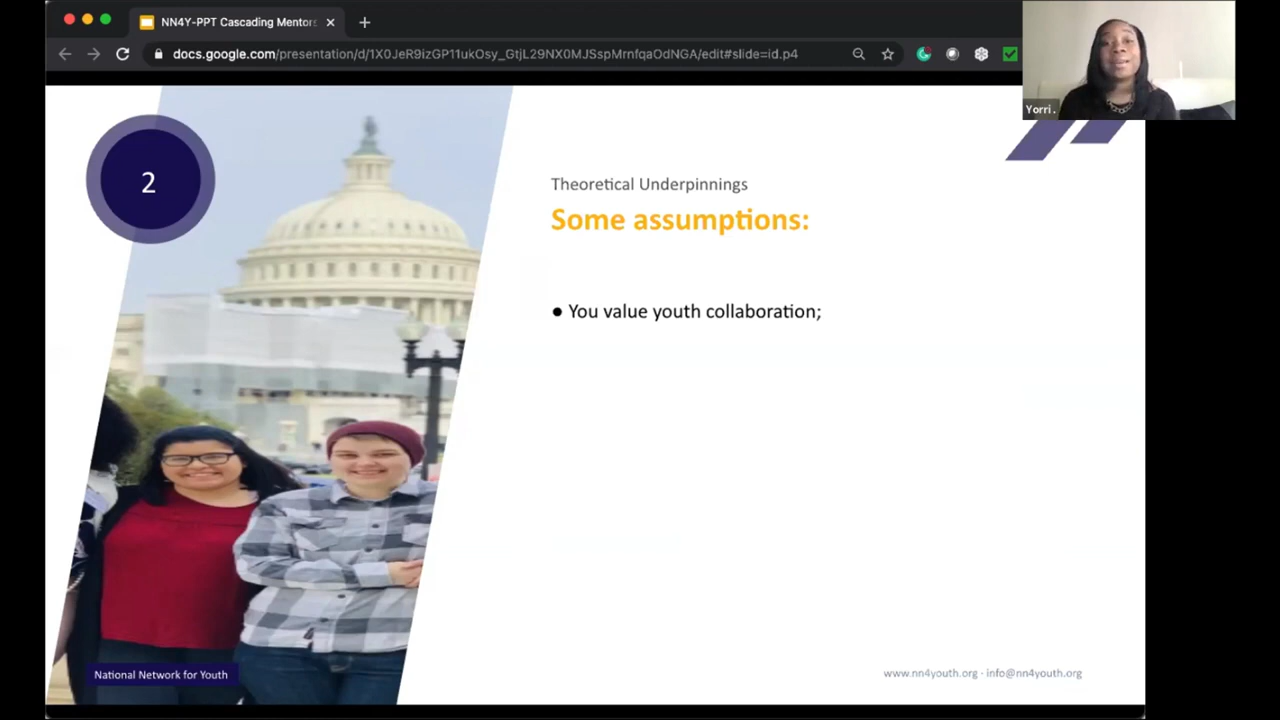 NN4Y-PPT Cascading Mentors
docs.google.com/presentation/d/1X0JeR9irGP11ukOsy_GtjL29NX0MJSspMrnfqaOdNGA/edit#slide=id.p4
Yorri .
2
Theoretical Underpinnings
Some assumptions:
● You value youth collaboration;
National Network for Youth
www.nn4youth.org · info@nn4youth.org